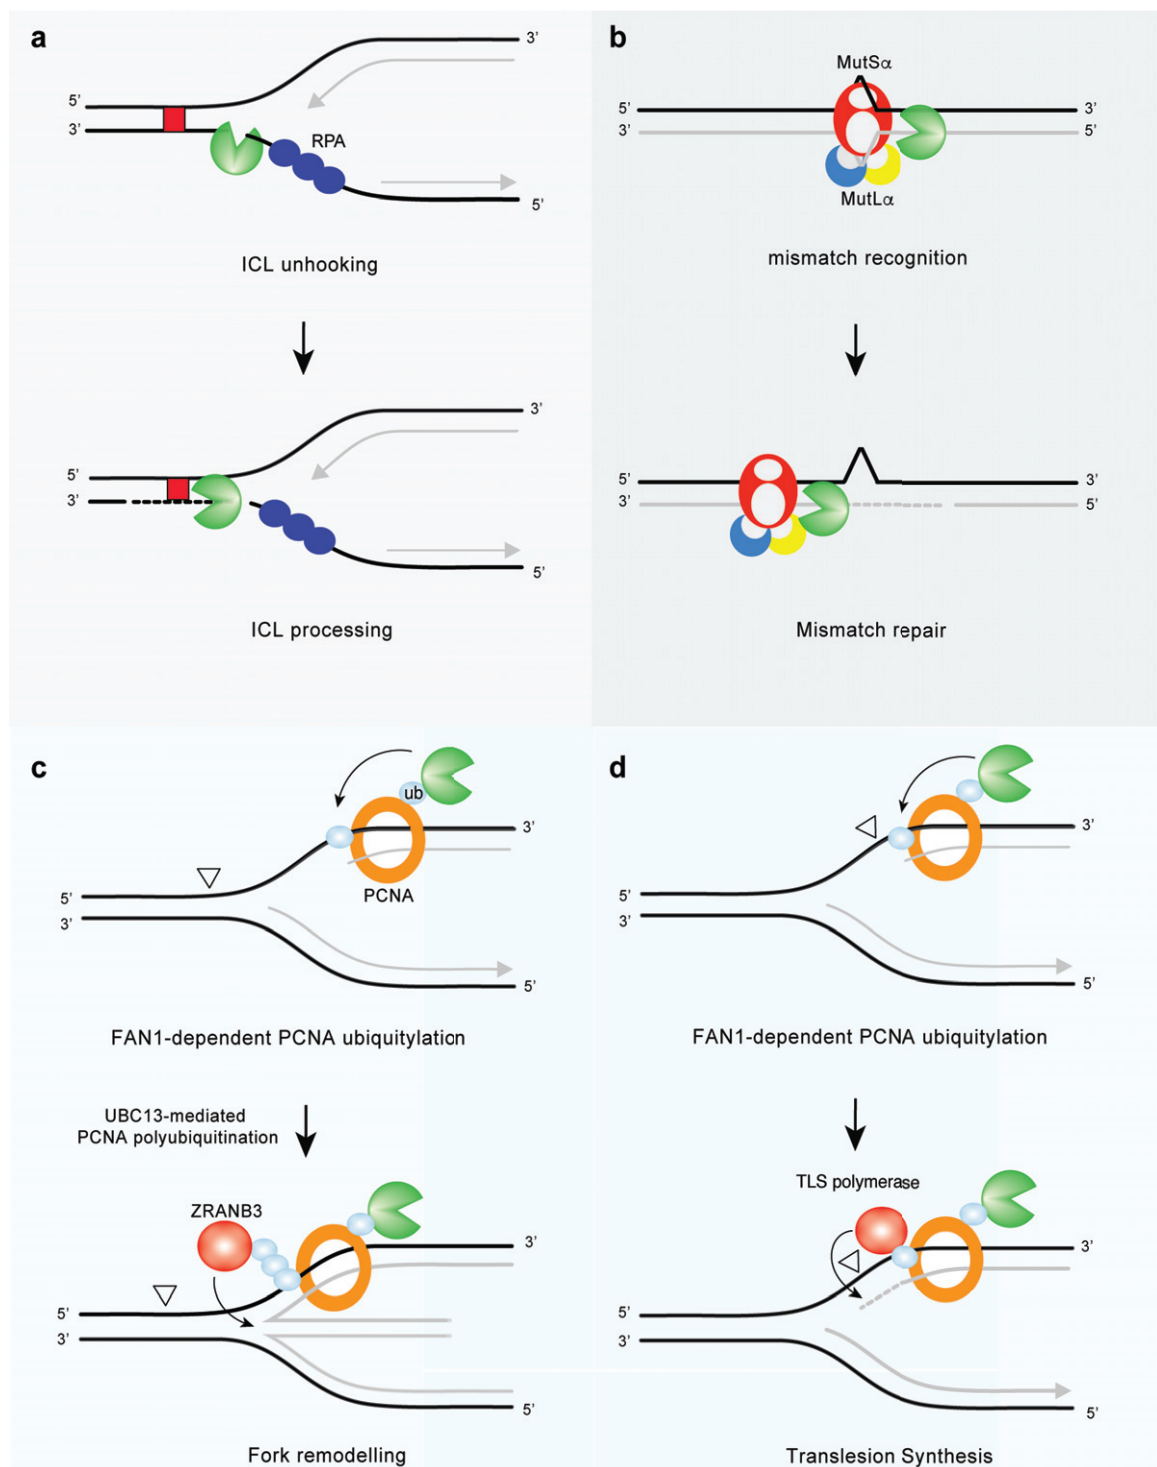 a
3'
5'
3'
RPA
5'
ICL unhooking
3'
5'
3'
5'
ICL processing
b
MutSα
5'
3'
3'
5'
MutLα
mismatch recognition
5'
3'
3'
5'
Mismatch repair
c
ub
3'
PCNA
5'
3'
5'
FAN1-dependent PCNA ubiquitylation
UBC13-mediated
PCNA polyubiquitination
ZRANB3
3'
5'
3'
5'
Fork remodelling
d
3'
5'
3'
5'
FAN1-dependent PCNA ubiquitylation
TLS polymerase
3'
5'
3'
5'
Translesion Synthesis